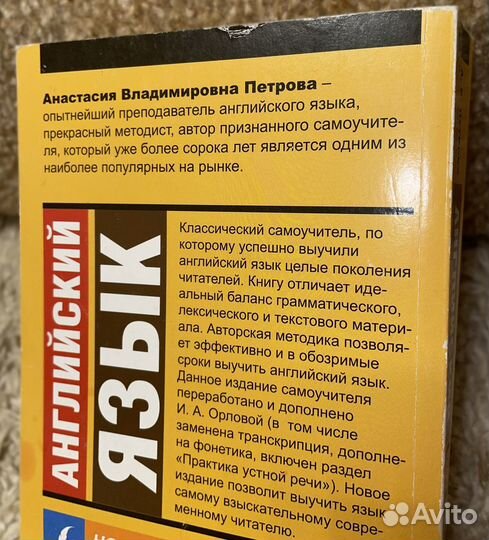 Анастасия Владимировна Петрова –
опытнейший преподаватель английского языка,
прекрасный методист, автор признанного самоучите-
ля, который уже более сорока лет является одним из
наиболее популярных на рынке.
АНГЛИЙСКИЙ
ЯЗЫК
Классический самоучитель, по
которому успешно выучили
английский язык целые поколения
читателей. Книгу отличает иде-
альный баланс грамматического,
лексического и текстового матери-
ала. Авторская методика позволя-
ет эффективно и в обозримые
сроки выучить английский язык.
Данное издание самоучителя
переработано и дополнено
И. А. Орловой (в том числе
заменена транскрипция, дополне-
на фонетика, включен раздел
«Практика устной речи»). Новое
издание позволит выучить язык
самому взыскательному совре-
менному читателю.
Avito